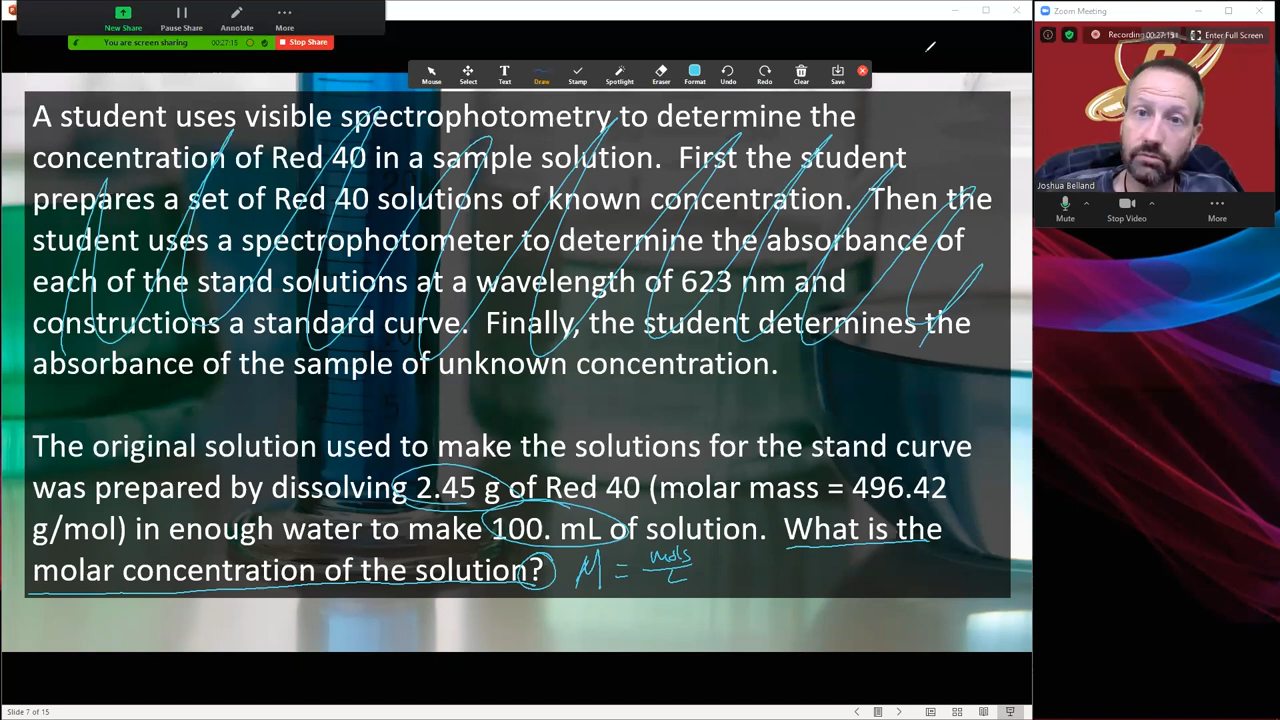 New Share
Pause Share
Annotate
More
You are screen sharing
00:27:15
Stop Share
Mouse
Select
Text
Draw
Stamp
Spotlight
Eraser
Format
Undo
Redo
Clear
Save
Zoom Meeting
Recording 00:27:15
Enter Full Screen
A student uses visible spectrophotometry to determine the
concentration of Red 40 in a sample solution. First the student
prepares a set of Red 40 solutions of known concentration. Then the
student uses a spectrophotometer to determine the absorbance of
each of the stand solutions at a wavelength of 623 nm and
constructions a standard curve. Finally, the student determines the
absorbance of the sample of unknown concentration.
The original solution used to make the solutions for the stand curve
was prepared by dissolving 2.45 g of Red 40 (molar mass = 496.42
g/mol) in enough water to make 100. mL of solution. What is the
molar concentration of the solution?
M = mols
L
Joshua Belland
Mute
Stop Video
More
Slide 7 of 15